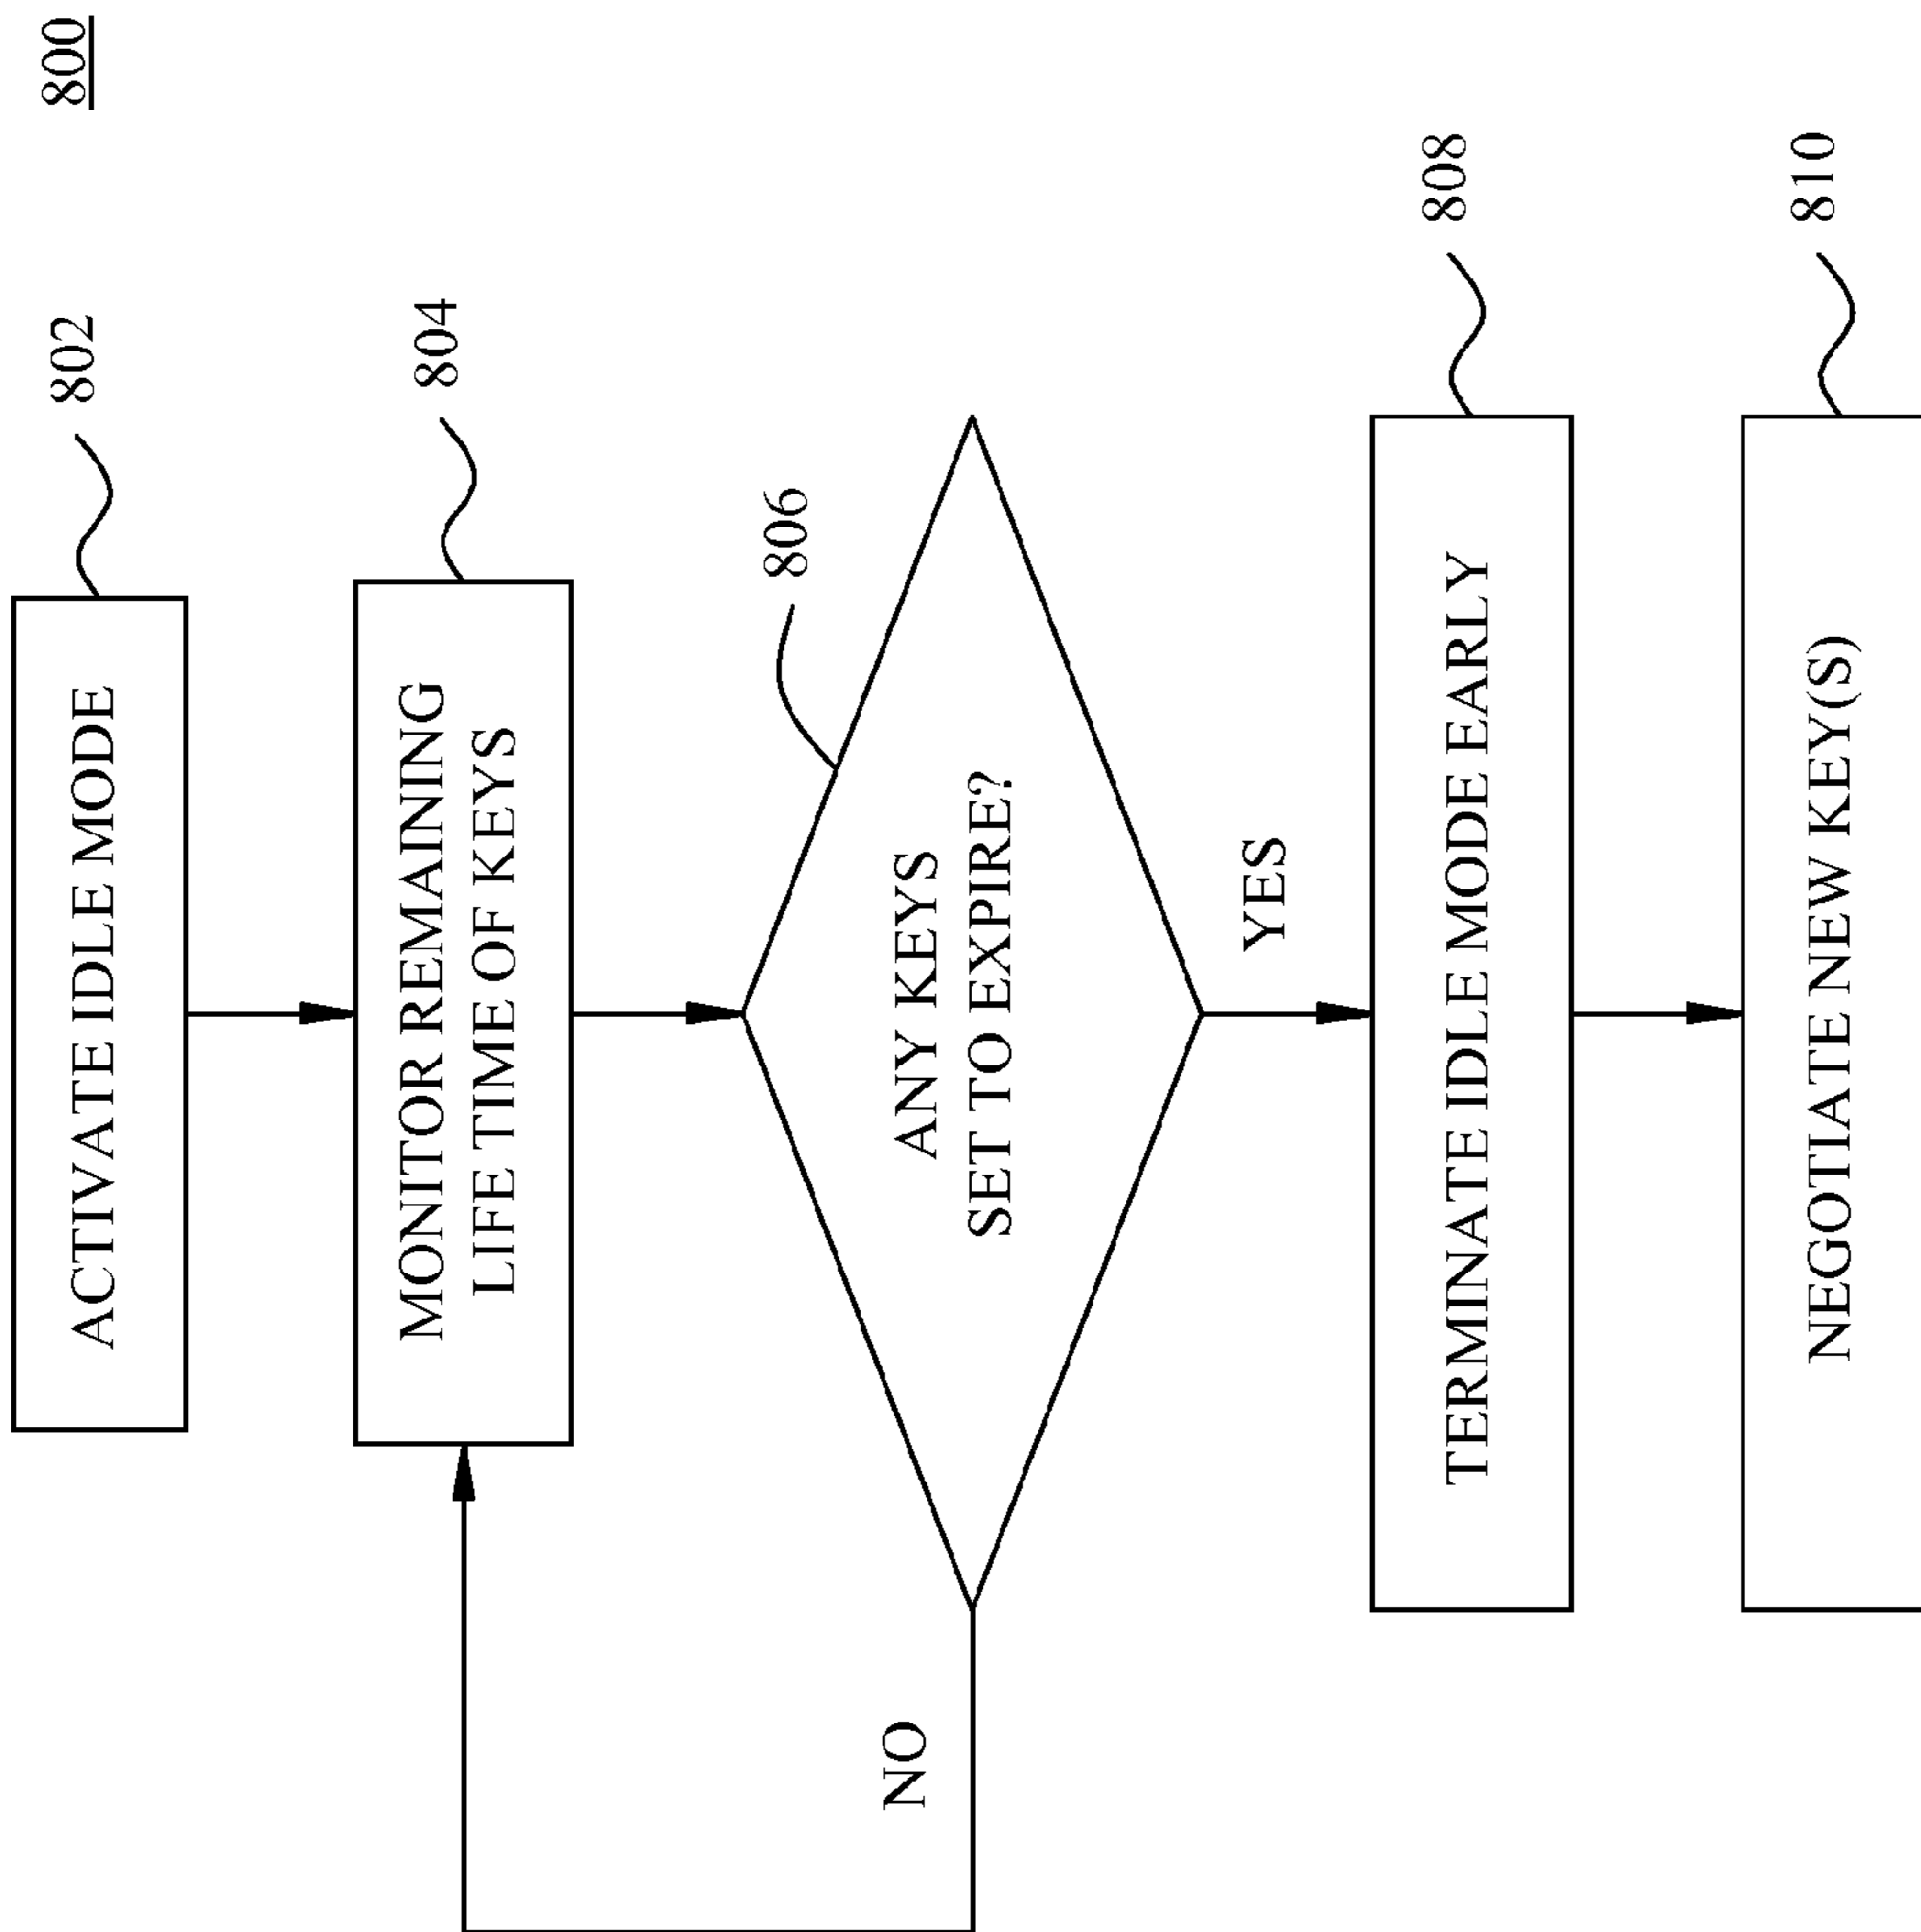 800
ACTIVATE IDLE MODE
802
MONITOR REMAINING
LIFE TIME OF KEYS
804
806
ANY KEYS
SET TO EXPIRE?
NO
YES
TERMINATE IDLE MODE EARLY
808
NEGOTIATE NEW KEY(S)
810